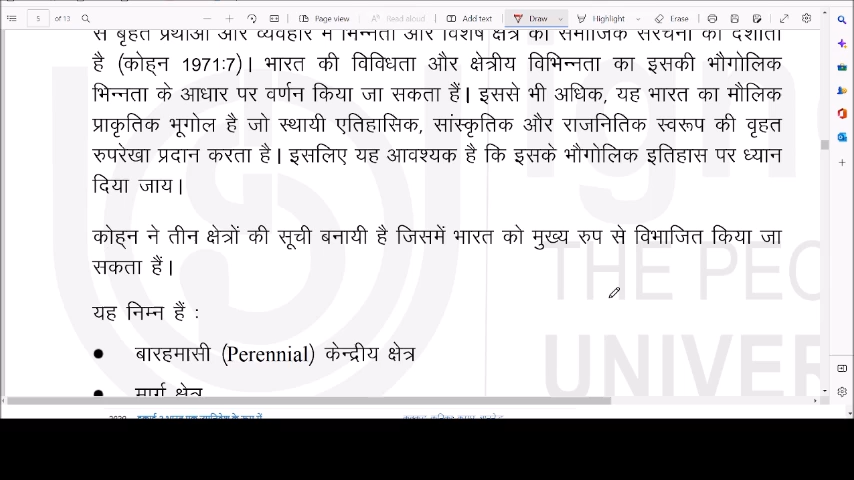 5 of 13 Page view Read aloud Add text Draw Highlight Erase
से बृहत प्रथाओं और व्यवहार में भिन्नता और विशेष क्षेत्र की सामाजिक संरचना को दर्शाता
है (कोह्न 1971:7)। भारत की विविधता और क्षेत्रीय विभिन्नता का इसकी भौगोलिक
भिन्नता के आधार पर वर्णन किया जा सकता हैं। इससे भी अधिक, यह भारत का मौलिक
प्राकृतिक भूगोल है जो स्थायी एतिहासिक, सांस्कृतिक और राजनितिक स्वरूप की वृहत
रुपरेखा प्रदान करता है। इसलिए यह आवश्यक है कि इसके भौगोलिक इतिहास पर ध्यान
दिया जाय।
कोह्न ने तीन क्षेत्रों की सूची बनायी है जिसमें भारत को मुख्य रुप से विभाजित किया जा
सकता हैं।
यह निम्न हैं :
• बारहमासी (Perennial) केन्द्रीय क्षेत्र
• मार्ग क्षेत्र
THE PEO
UNIVER